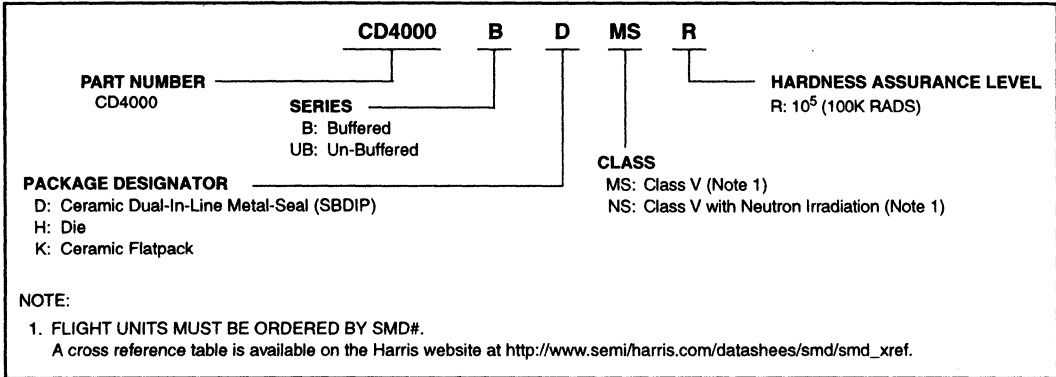 CD4000 B D MS R
PART NUMBER
CD4000
HARDNESS ASSURANCE LEVEL
R: 10⁵ (100K RADS)
SERIES
B: Buffered
UB: Un-Buffered
CLASS
MS: Class V (Note 1)
NS: Class V with Neutron Irradiation (Note 1)
PACKAGE DESIGNATOR
D: Ceramic Dual-In-Line Metal-Seal (SBDIP)
H: Die
K: Ceramic Flatpack
NOTE:
1. FLIGHT UNITS MUST BE ORDERED BY SMD#.
A cross reference table is available on the Harris website at http://www.semi/harris.com/datashees/smd/smd_xref.